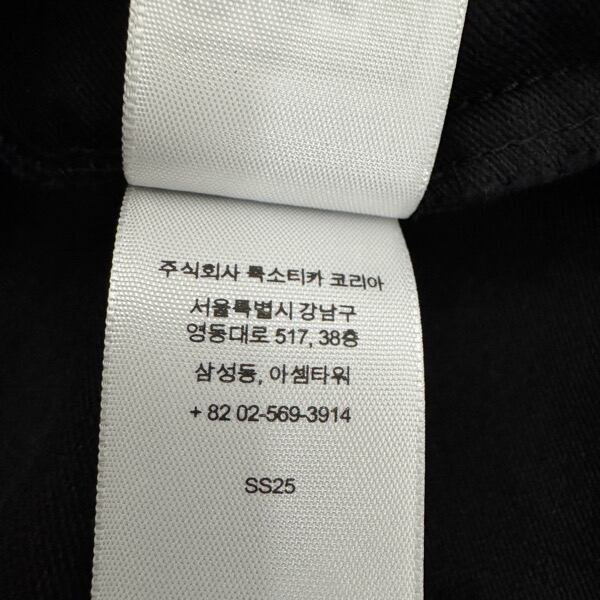 주식회사 룩소티카 코리아
서울특별시 강남구
영동대로 517, 38층
삼성동, 아셈타워
+ 82 02-569-3914
SS25